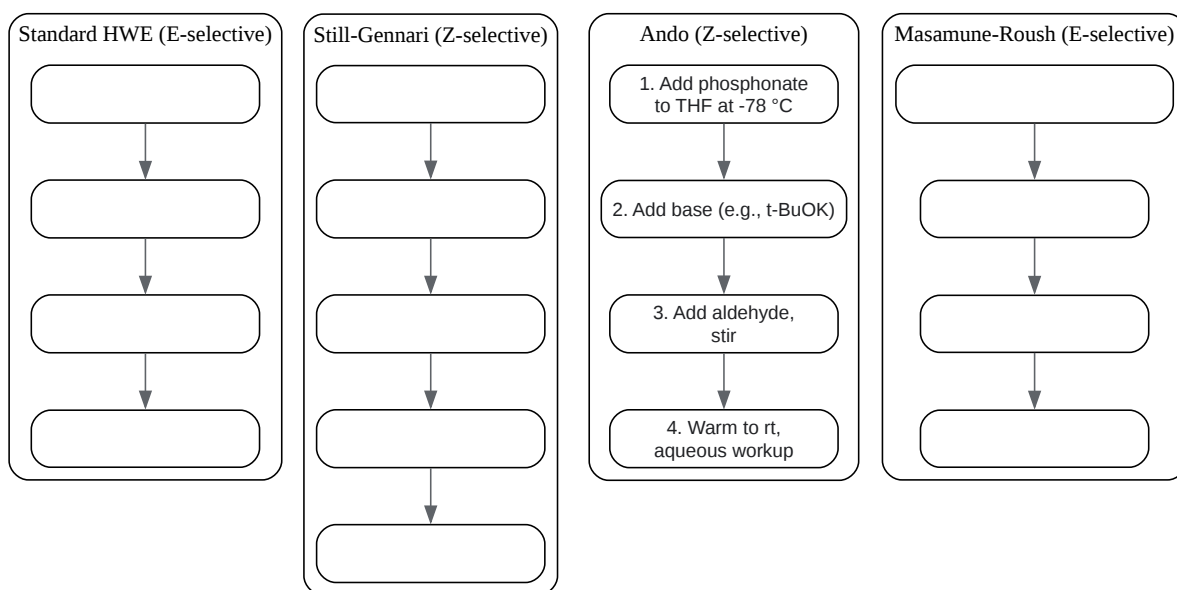 Standard HWE (E-selective)
Still-Gennari (Z-selective)
Ando (Z-selective)
1. Add phosphonate
to THF at -78 °C
2. Add base (e.g., t-BuOK)
3. Add aldehyde,
stir
4. Warm to rt,
aqueous workup
Masamune-Roush (E-selective)